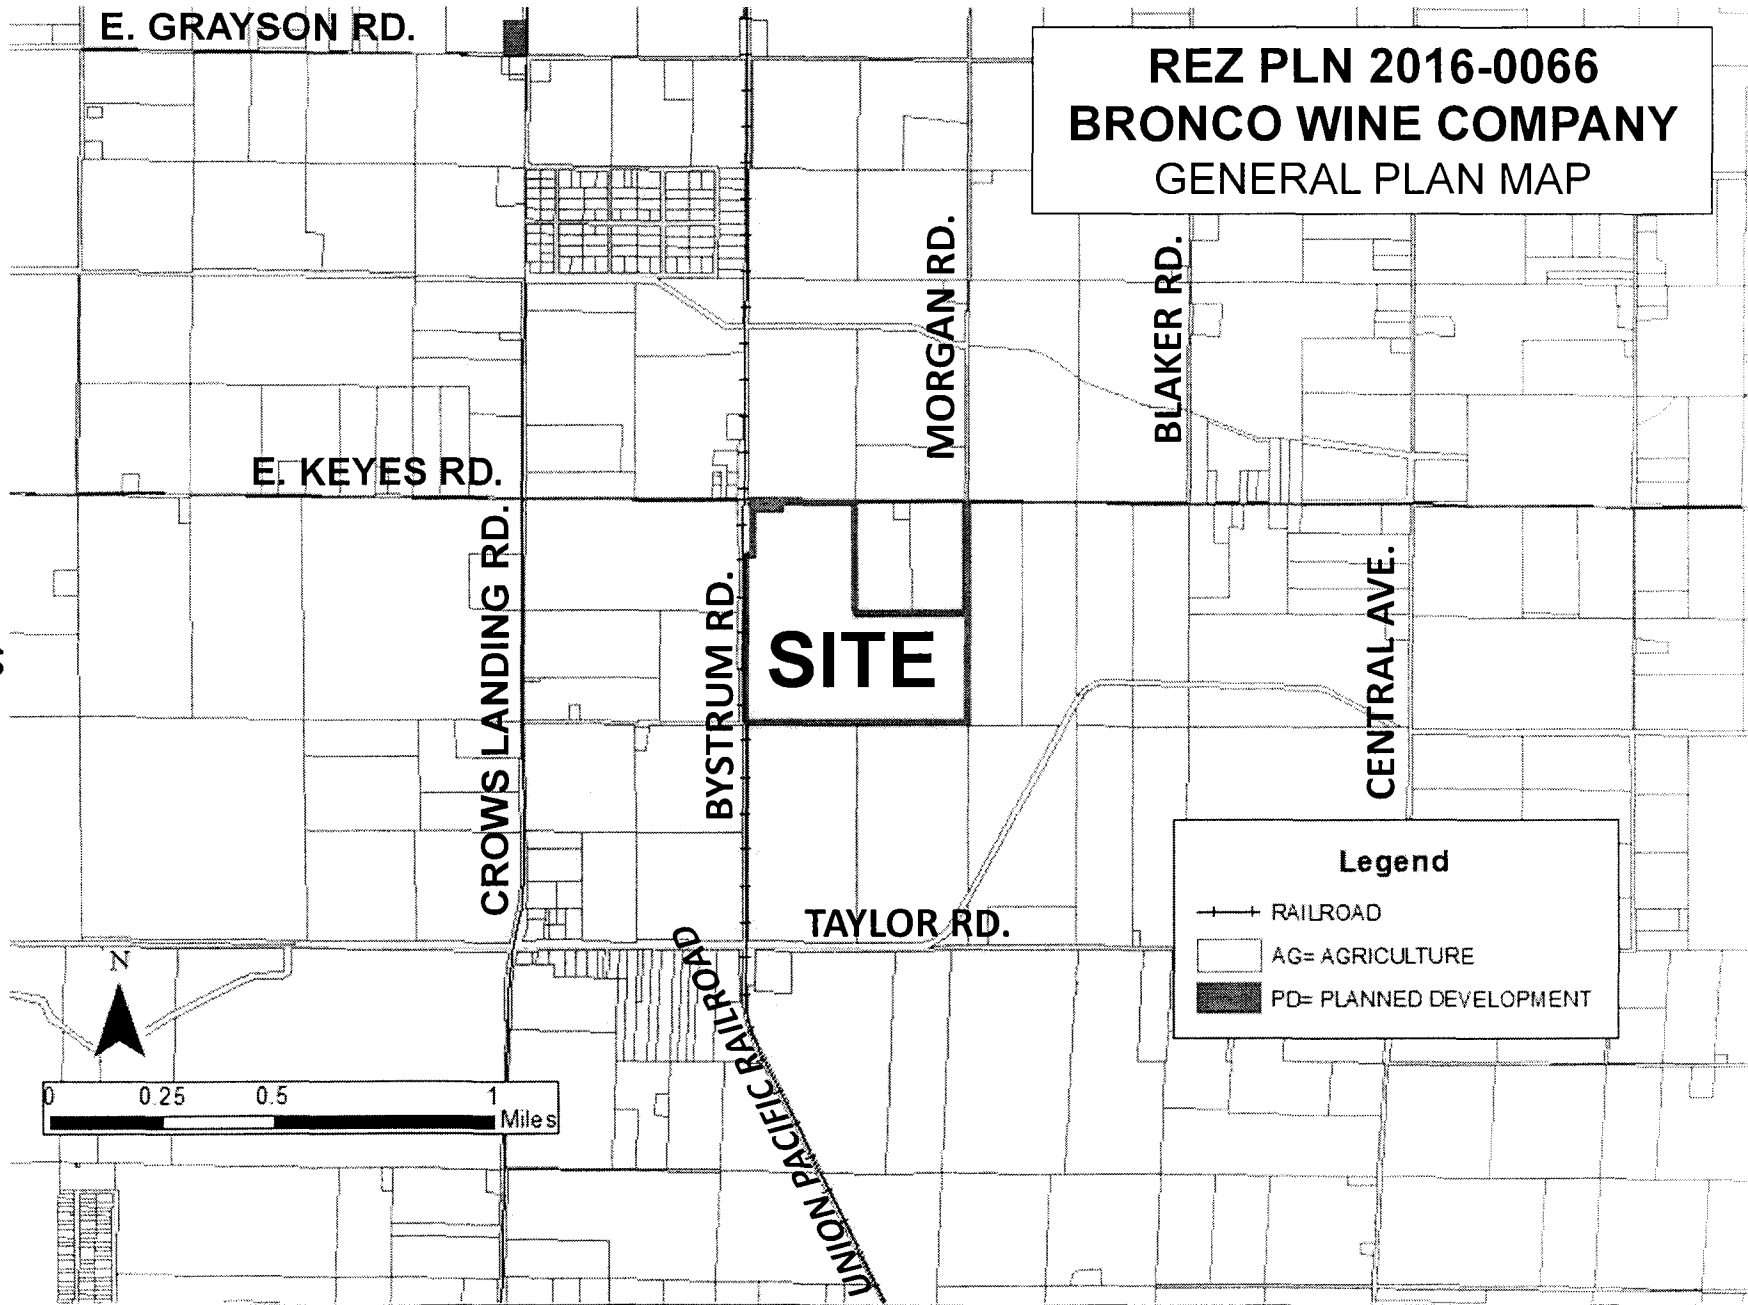 E. GRAYSON RD.
REZ PLN 2016-0066
BRONCO WINE COMPANY
GENERAL PLAN MAP
MORGAN RD.
BLAKER RD.
E. KEYES RD.
CROWS LANDING RD.
BYSTRUM RD.
SITE
CENTRAL AVE.
TAYLOR RD.
UNION PACIFIC RAILROAD
Legend
RAILROAD
AG= AGRICULTURE
PD= PLANNED DEVELOPMENT
N
0 0.25 0.5 1
Miles